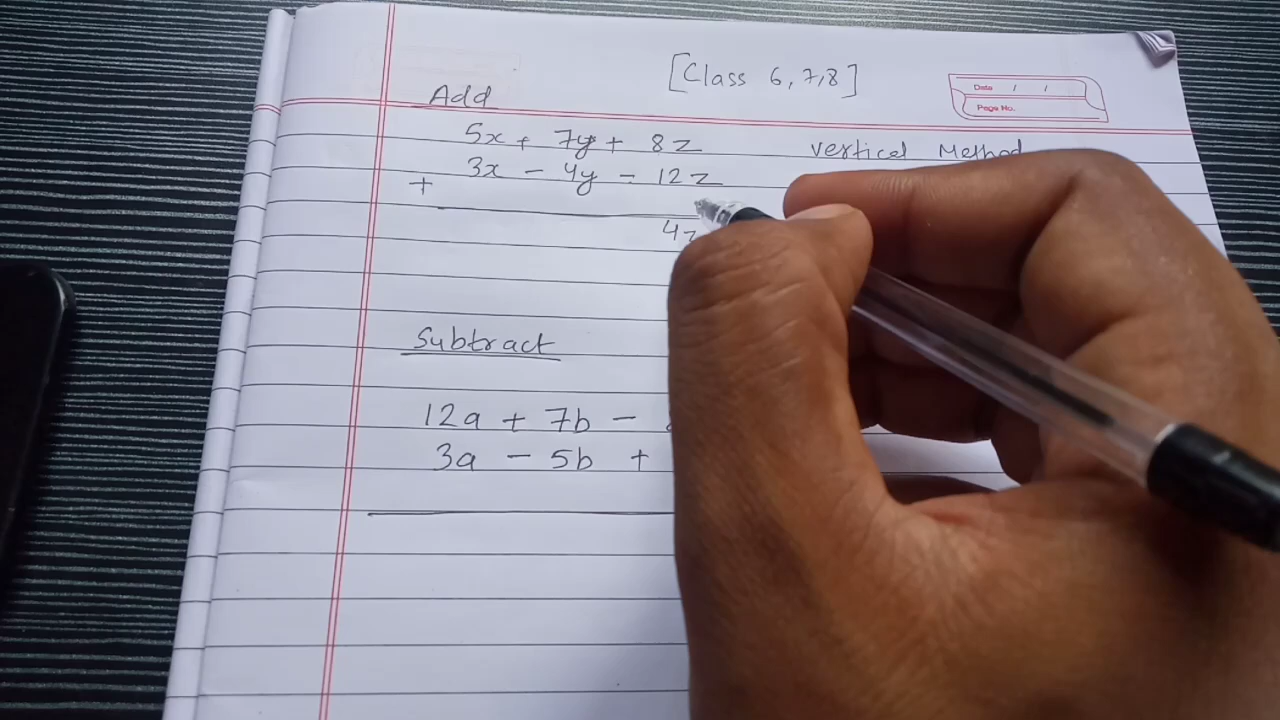 [Class 6, 7, 8]
Add
Date / /
Page No.
5x + 7y + 8z
vertical Method
3x - 4y - 12z
+
4z
Subtract
12a + 7b -
3a - 5b +